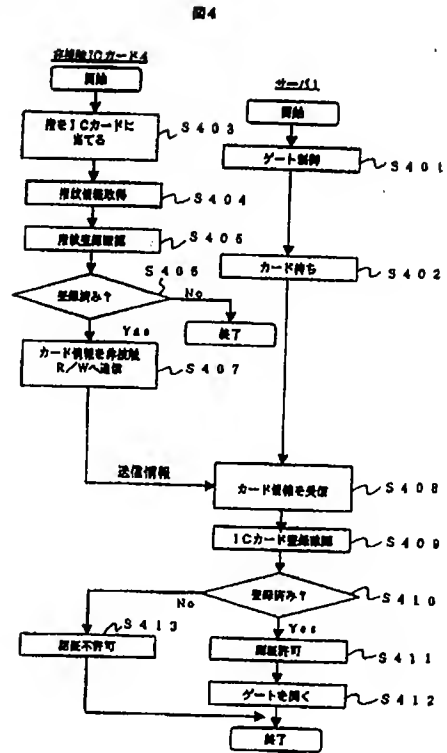 図4
非接触ICカード4
開始
指をICカードに
当てる
S403
指紋情報取得
S404
指紋登録確認
S405
登録済み?
S406
No
終了
Yes
カード情報を非接触
R/Wへ送信
S407
送信情報
サーバ1
開始
ゲート制御
S401
カード待ち
S402
カード情報を受信
S408
ICカード登録確認
S409
登録済み?
S410
No
Yes
認証不許可
S413
認証許可
S411
ゲートを開く
S412
終了